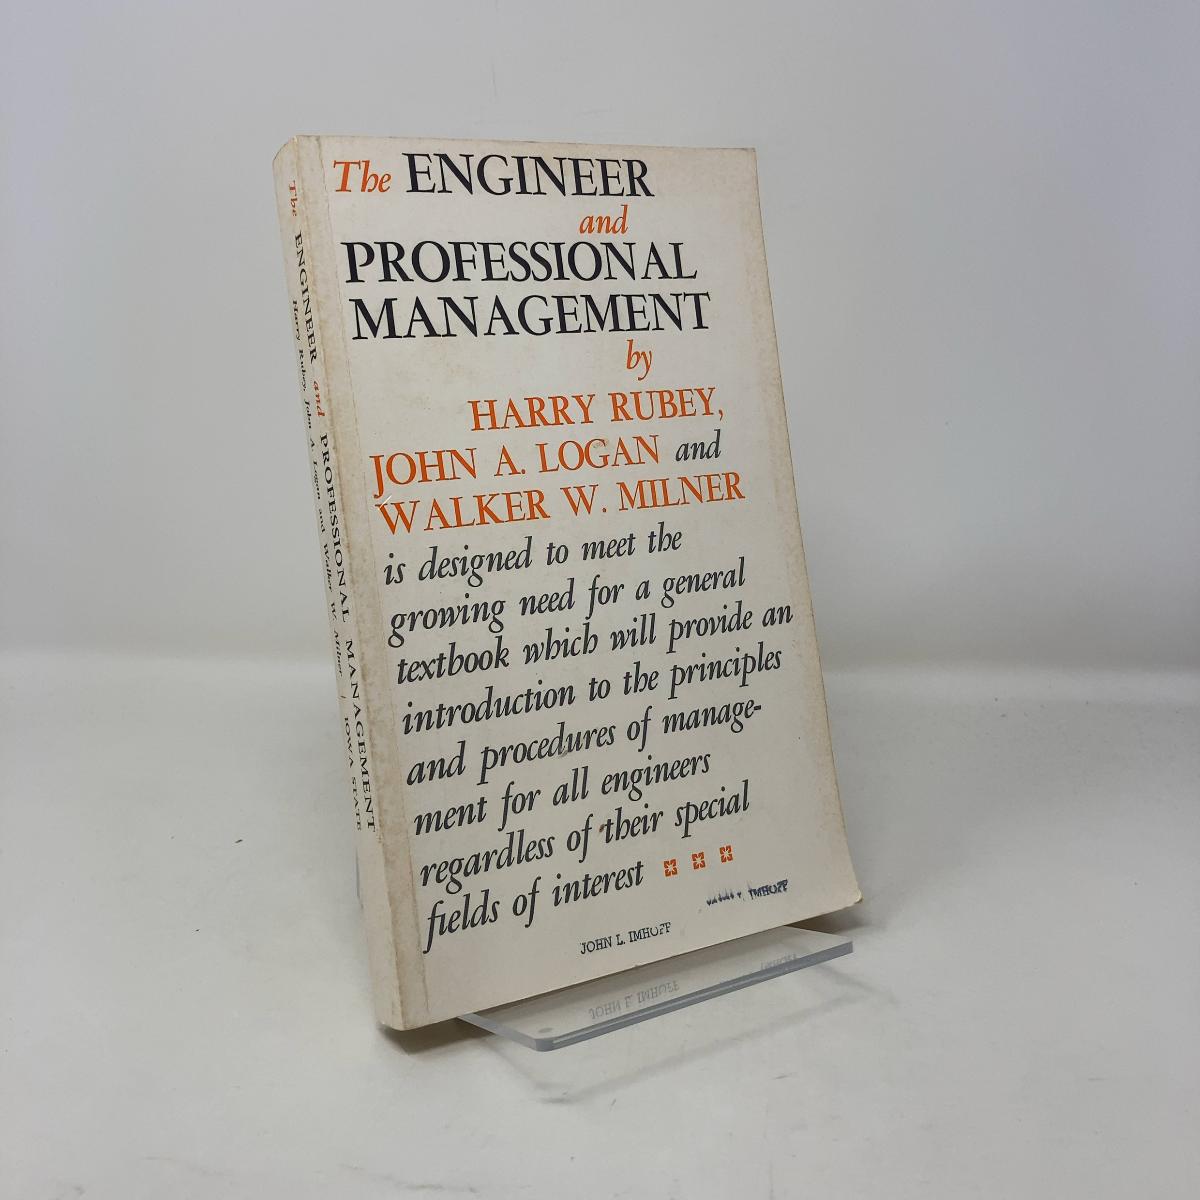 The ENGINEER
and
PROFESSIONAL
MANAGEMENT
by
HARRY RUBEY,
JOHN A. LOGAN and
WALKER W. MILNER
is designed to meet the
growing need for a general
textbook which will provide an
introduction to the principles
and procedures of manage-
ment for all engineers
regardless of their special
fields of interest
IMHOFF
JOHN L. IMHOFF
The ENGINEER and PROFESSIONAL MANAGEMENT
Harry Rubey, John A. Logan and Walker W. Milner / IOWA STATE